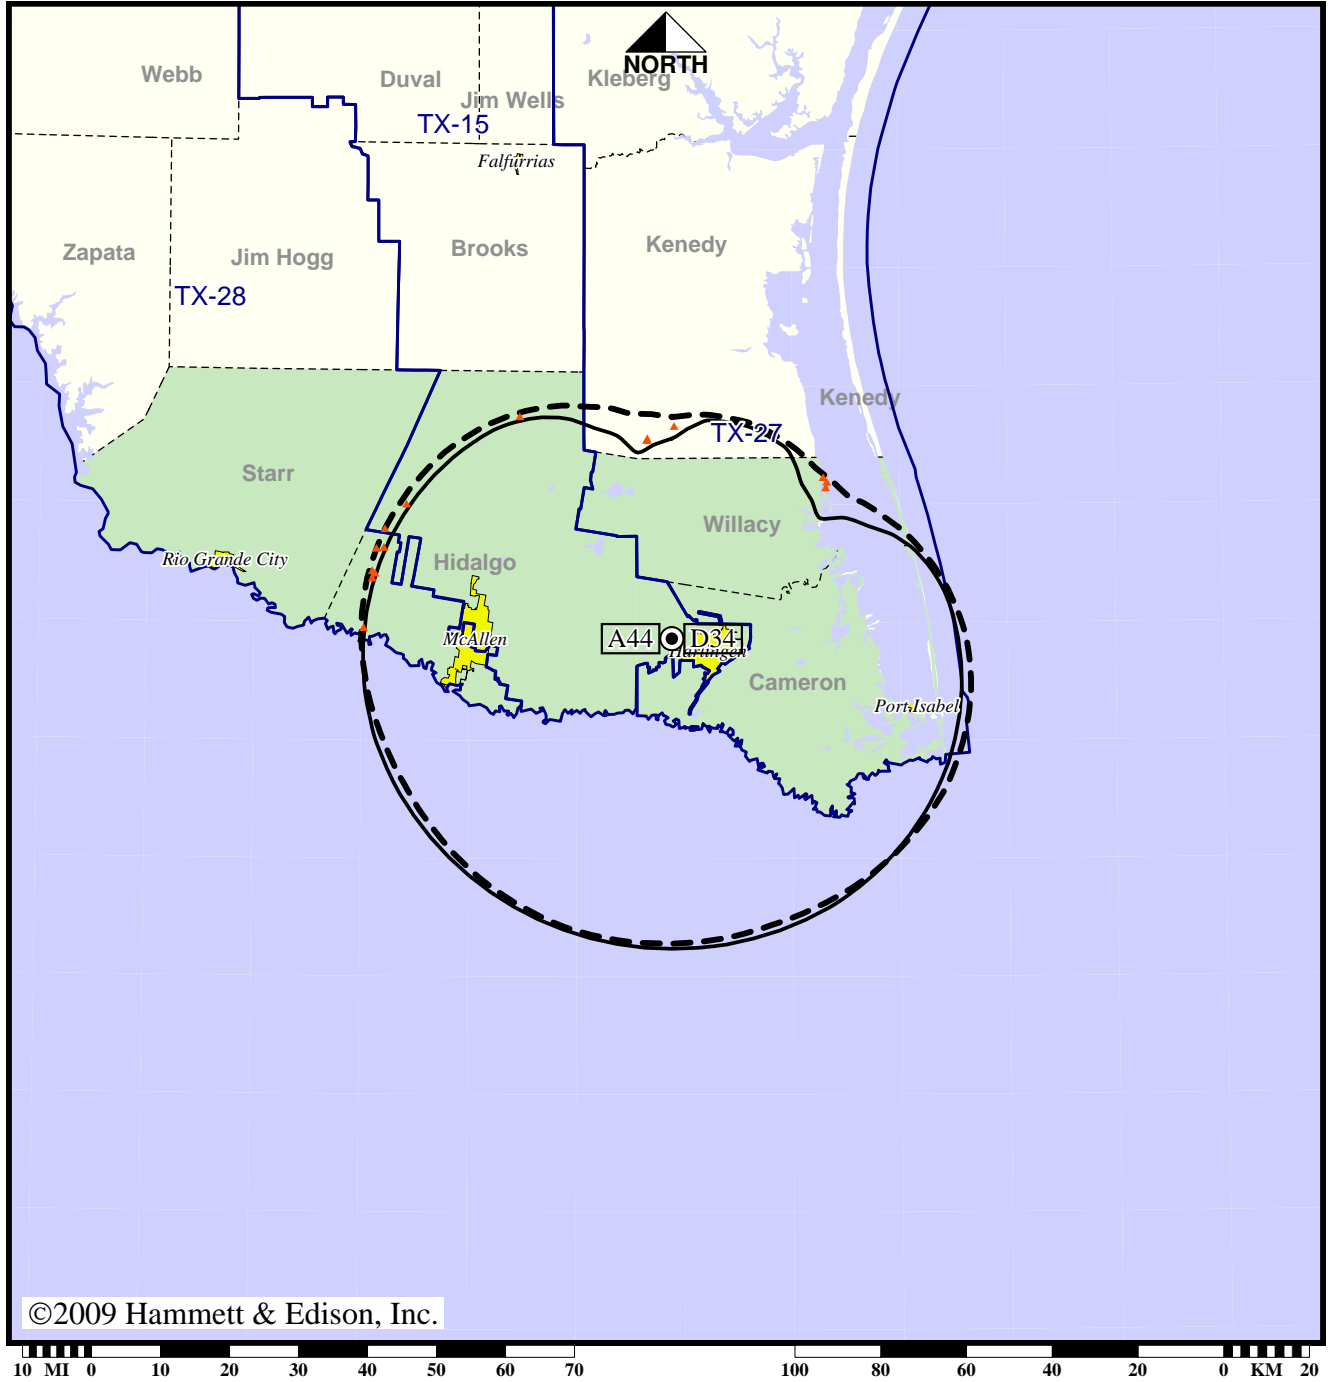 NORTH
Webb
Duval
Kleberg
Jim Wells
TX-15
Falfurrias
Zapata
Jim Hogg
Brooks
Kenedy
TX-28
Kenedy
TX-27
Starr
Willacy
Rio Grande City
Hidalgo
McAllen
A44
D34
Harlingen
Cameron
Port Isabel
©2009 Hammett & Edison, Inc.
10 MI 0 10 20 30 40 50 60 70 100 80 60 40 20 0 KM 20